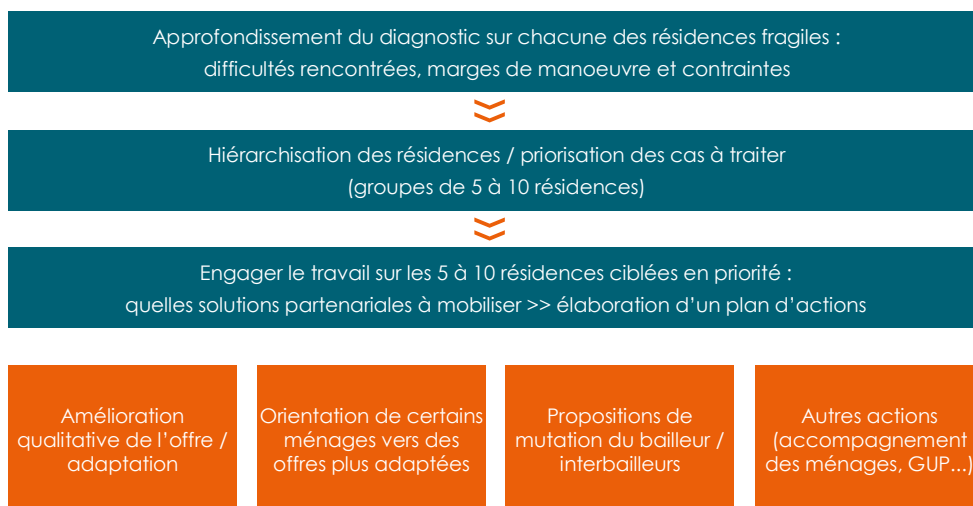 Approfondissement du diagnostic sur chacune des résidences fragiles :
difficultés rencontrées, marges de manoeuvre et contraintes
Hiérarchisation des résidences / priorisation des cas à traiter
(groupes de 5 à 10 résidences)
Engager le travail sur les 5 à 10 résidences ciblées en priorité :
quelles solutions partenariales à mobiliser >> élaboration d'un plan d'actions
Amélioration
qualitative de l'offre /
adaptation
Orientation de certains
ménages vers des
offres plus adaptées
Propositions de
mutation du bailleur /
interbailleurs
Autres actions
(accompagnement
des ménages, GUP...)